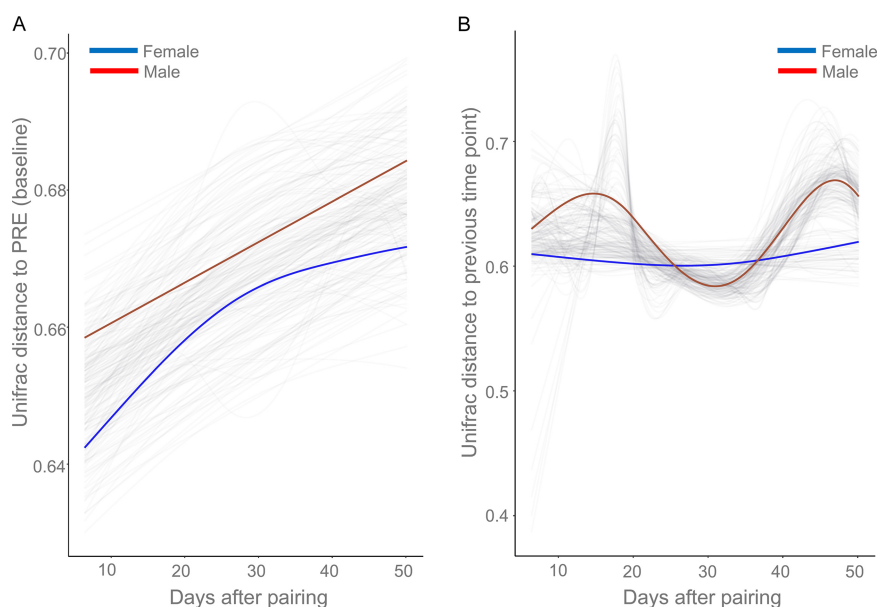 A
Female
Male
0.70
0.68
0.66
0.64
Unifrac distance to PRE (baseline)
10
20
30
40
50
Days after pairing
B
Female
Male
0.7
0.6
0.5
0.4
Unifrac distance to previous time point)
10
20
30
40
50
Days after pairing